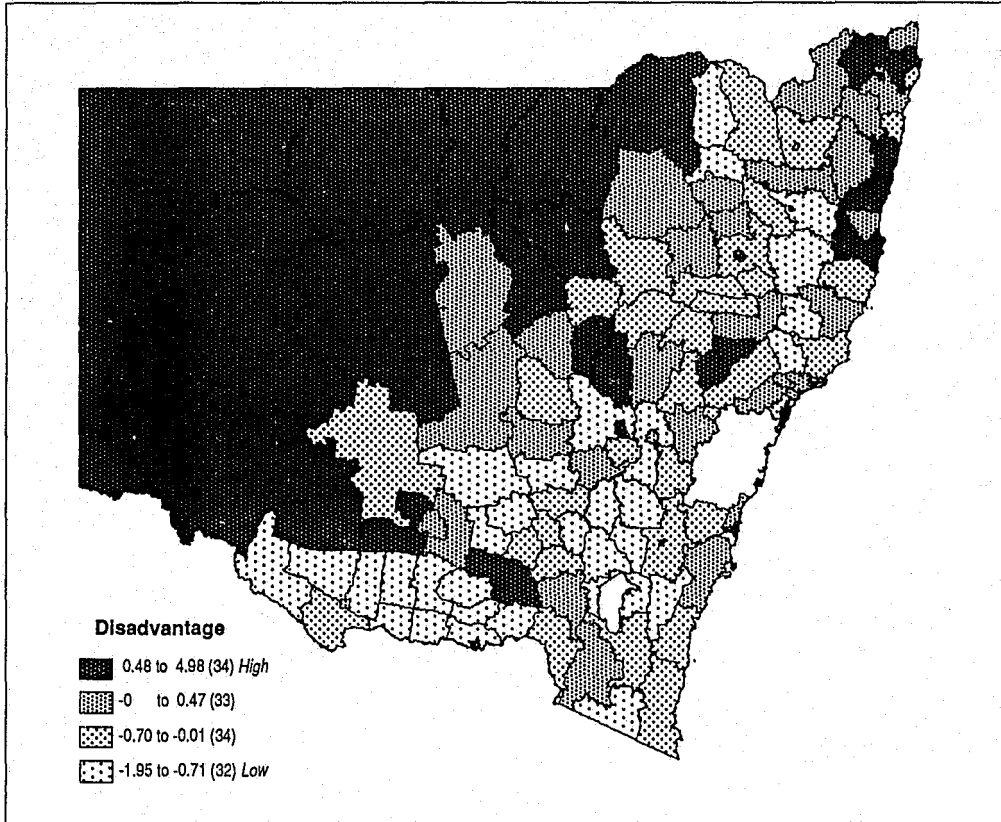 Disadvantage
0.48 to 4.98 (34) High
-0 to 0.47 (33)
-0.70 to -0.01 (34)
-1.95 to -0.71 (32) Low